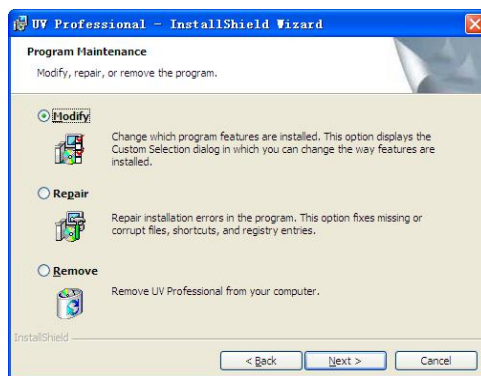 UV Professional - InstallShield Wizard
Program Maintenance
Modify, repair, or remove the program.
Modify
Change which program features are installed. This option displays the
Custom Selection dialog in which you can change the way features are
installed.
Repair
Repair installation errors in the program. This option fixes missing or
corrupt files, shortcuts, and registry entries.
Remove
Remove UV Professional from your computer.
InstallShield
< Back
Next >
Cancel